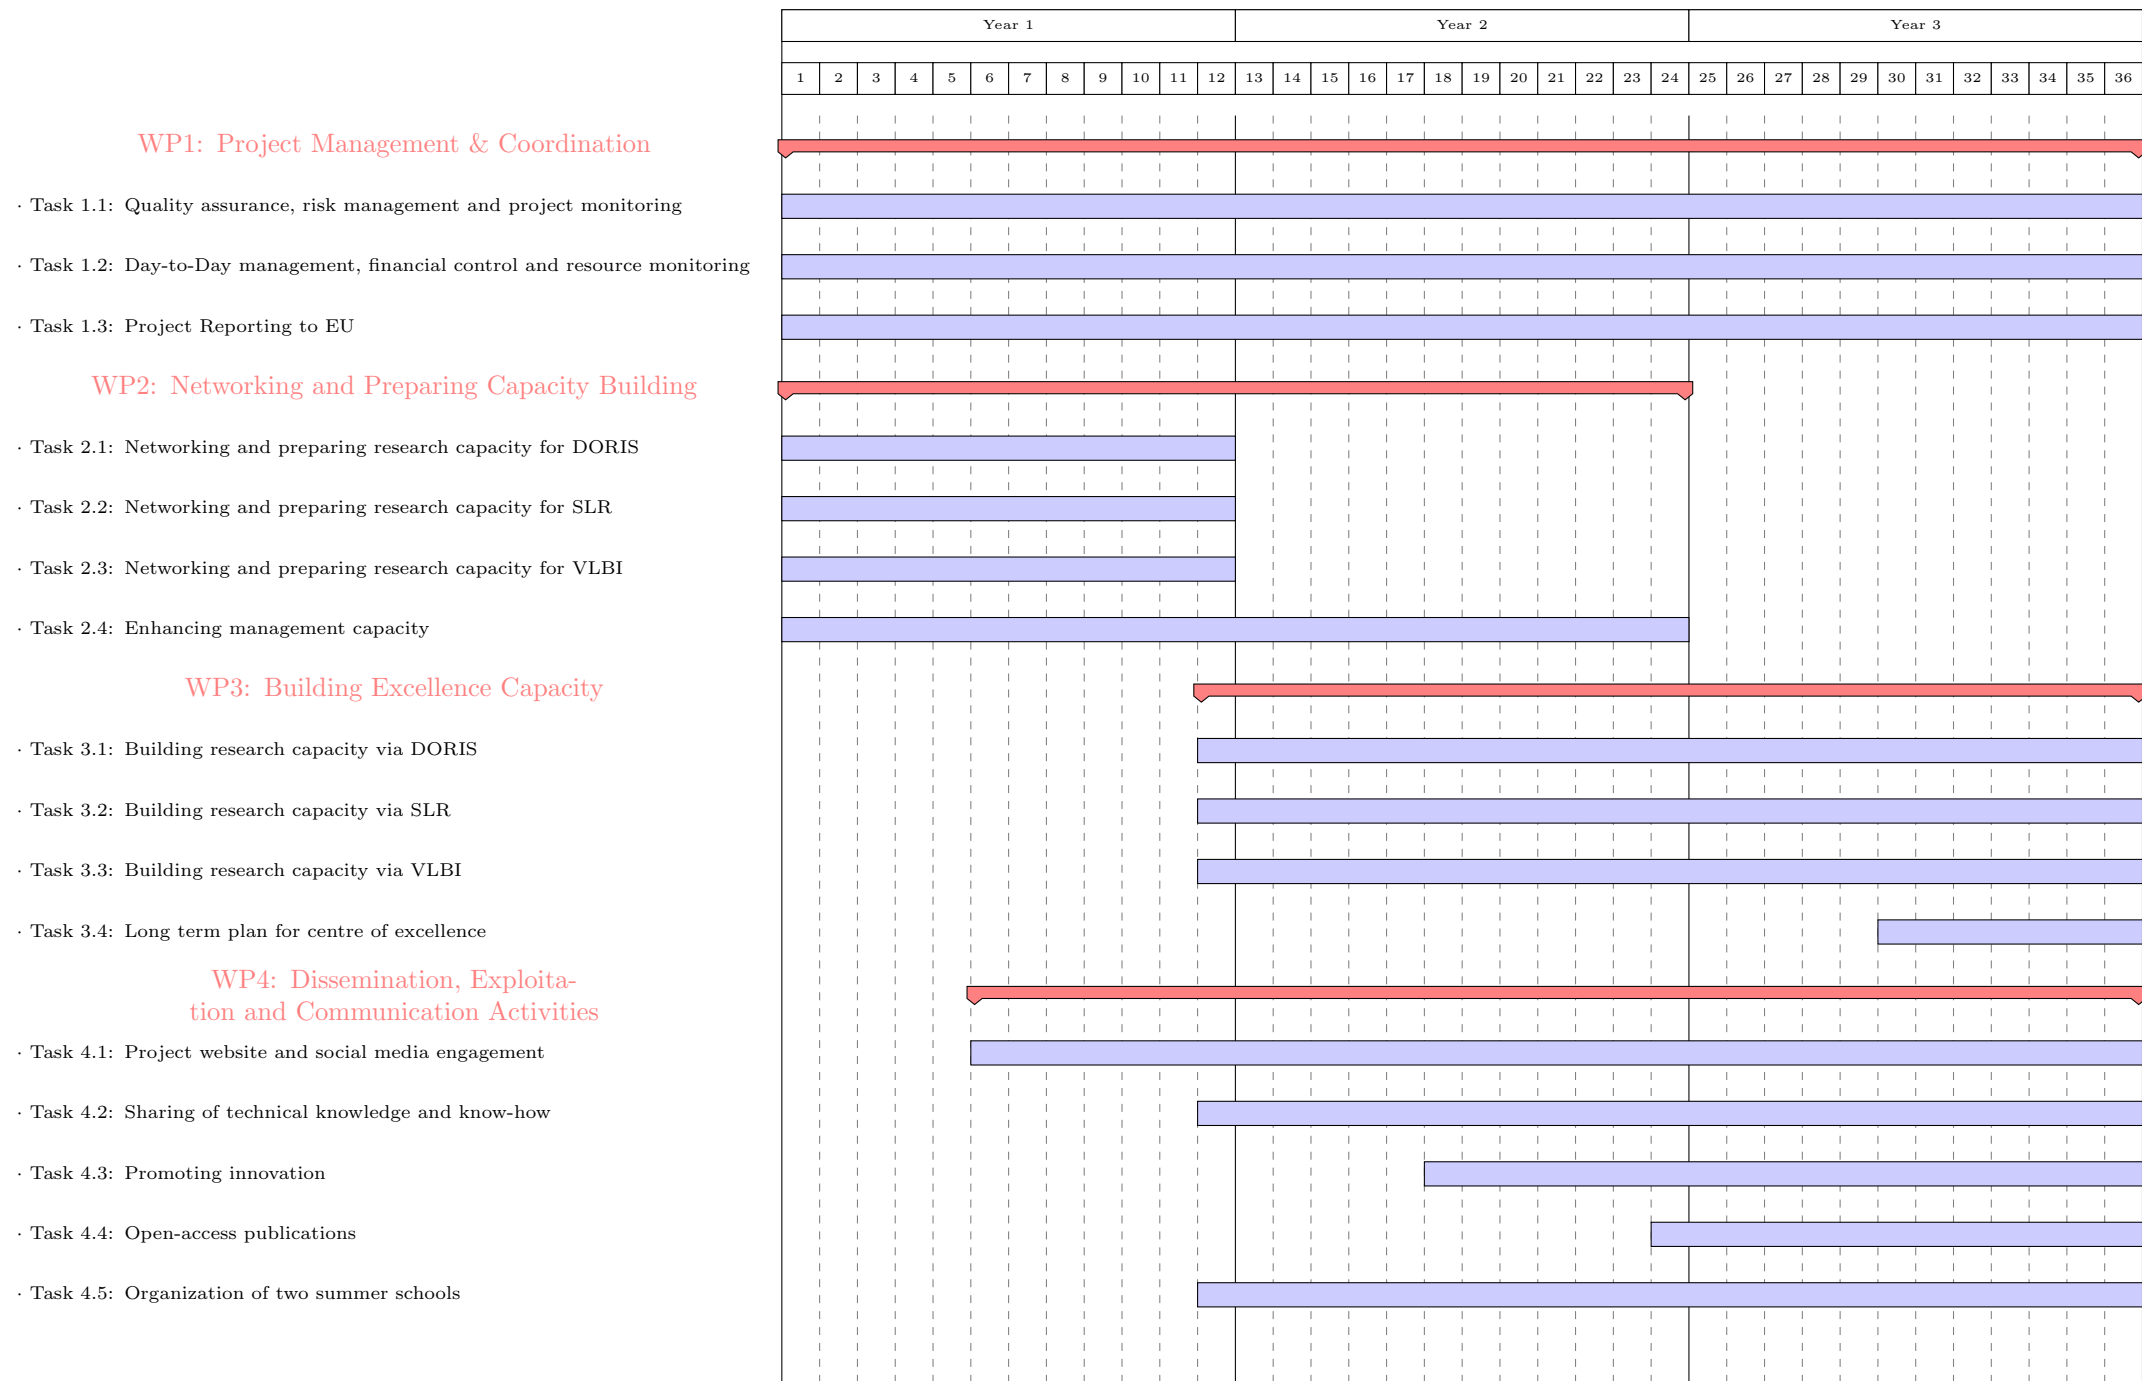 Year 1 Year 2 Year 3
1 2 3 4 5 6 7 8 9 10 11 12 13 14 15 16 17 18 19 20 21 22 23 24 25 26 27 28 29 30 31 32 33 34 35 36
WP1: Project Management & Coordination
· Task 1.1: Quality assurance, risk management and project monitoring
· Task 1.2: Day-to-Day management, financial control and resource monitoring
· Task 1.3: Project Reporting to EU
WP2: Networking and Preparing Capacity Building
· Task 2.1: Networking and preparing research capacity for DORIS
· Task 2.2: Networking and preparing research capacity for SLR
· Task 2.3: Networking and preparing research capacity for VLBI
· Task 2.4: Enhancing management capacity
WP3: Building Excellence Capacity
· Task 3.1: Building research capacity via DORIS
· Task 3.2: Building research capacity via SLR
· Task 3.3: Building research capacity via VLBI
· Task 3.4: Long term plan for centre of excellence
WP4: Dissemination, Exploita-
tion and Communication Activities
· Task 4.1: Project website and social media engagement
· Task 4.2: Sharing of technical knowledge and know-how
· Task 4.3: Promoting innovation
· Task 4.4: Open-access publications
· Task 4.5: Organization of two summer schools